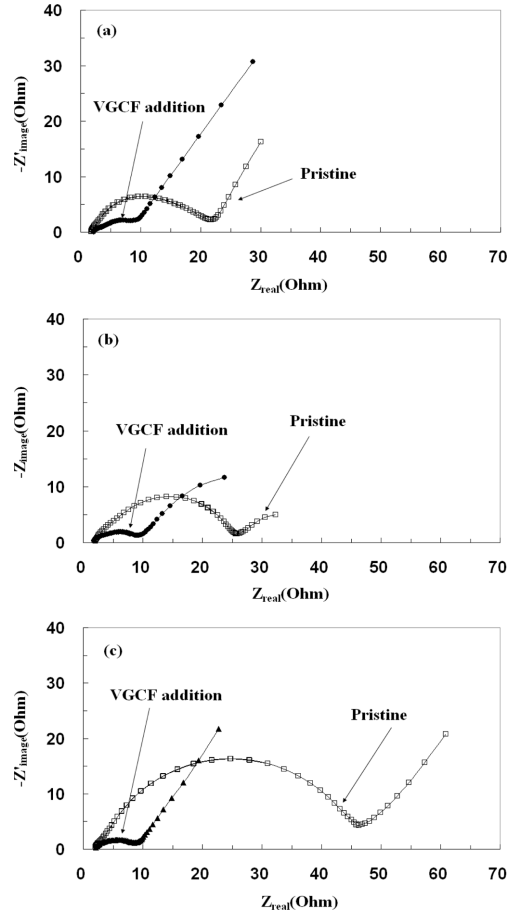 (a)
40
30
20
10
0
-Z'image(Ohm)
VGCF addition
Pristine
0 10 20 30 40 50 60 70
Zreal(Ohm)
(b)
40
30
20
10
0
-Zimage(Ohm)
VGCF addition
Pristine
0 10 20 30 40 50 60 70
Zreal(Ohm)
(c)
40
30
20
10
0
-Z'image(Ohm)
VGCF addition
Pristine
0 10 20 30 40 50 60 70
Zreal(Ohm)